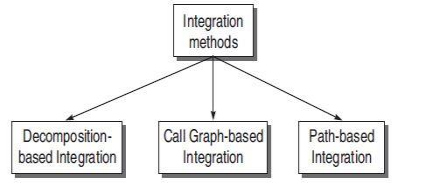 Integration
methods
Decomposition-
based Integration
Call Graph-based
Integration
Path-based
Integration